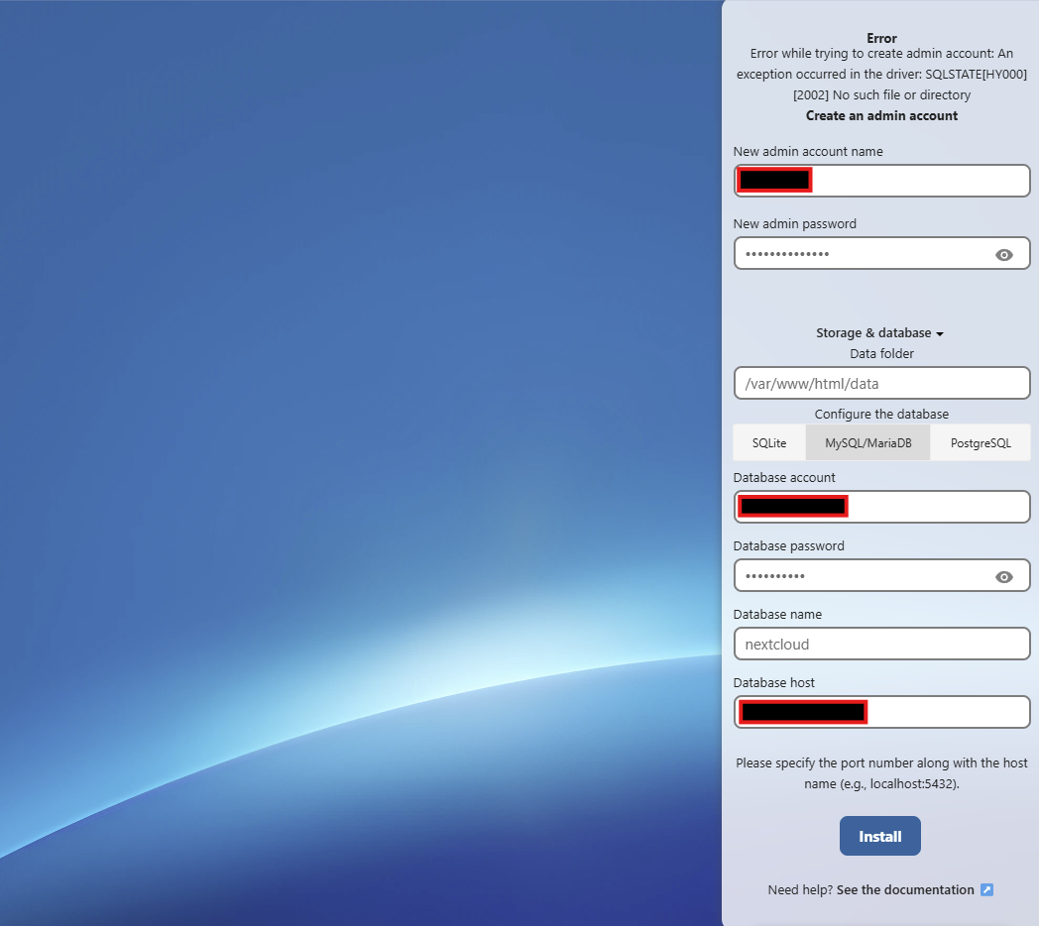 Error
Error while trying to create admin account: An
exception occurred in the driver: SQLSTATE[HY000]
[2002] No such file or directory
Create an admin account
New admin account name
New admin password
••••••••••••••
Storage & database
Data folder
/var/www/html/data
Configure the database
SQLite MySQL/MariaDB PostgreSQL
Database account
Database password
••••••••••
Database name
nextcloud
Database host
Please specify the port number along with the host
name (e.g., localhost:5432).
Install
Need help? See the documentation